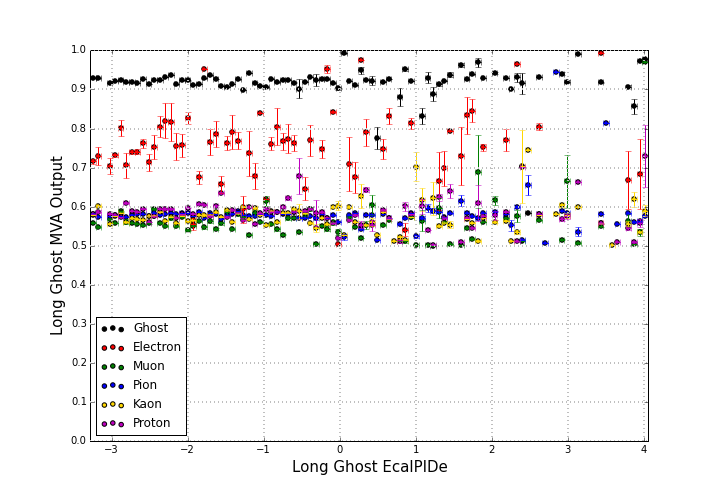 1.0
0.9
0.8
0.7
0.6
0.5
0.4
0.3
0.2
0.1
0.0
Long Ghost MVA Output
Ghost
Electron
Muon
Pion
Kaon
Proton
−3 −2 −1 0 1 2 3 4
Long Ghost EcalPIDe